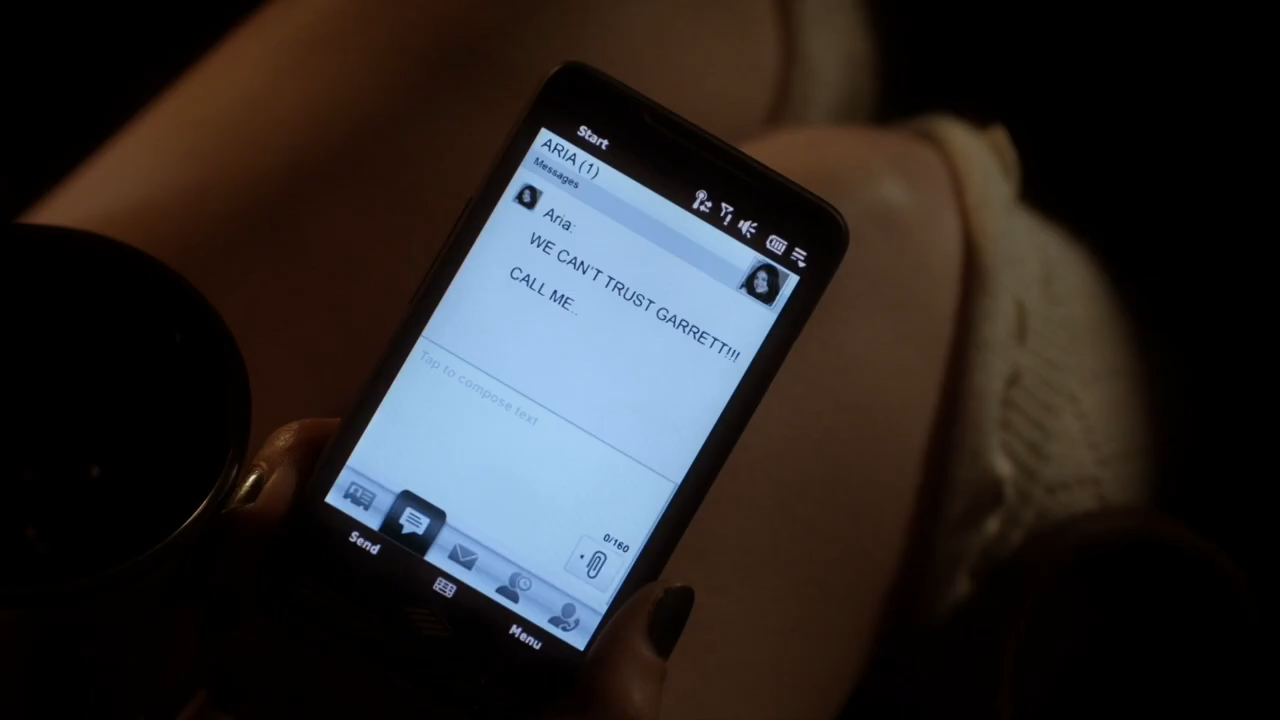 Start
ARIA (1)
Messages
Aria:
WE CAN'T TRUST GARRETT!!!
CALL ME..
Tap to compose text
0/160
Send
Menu